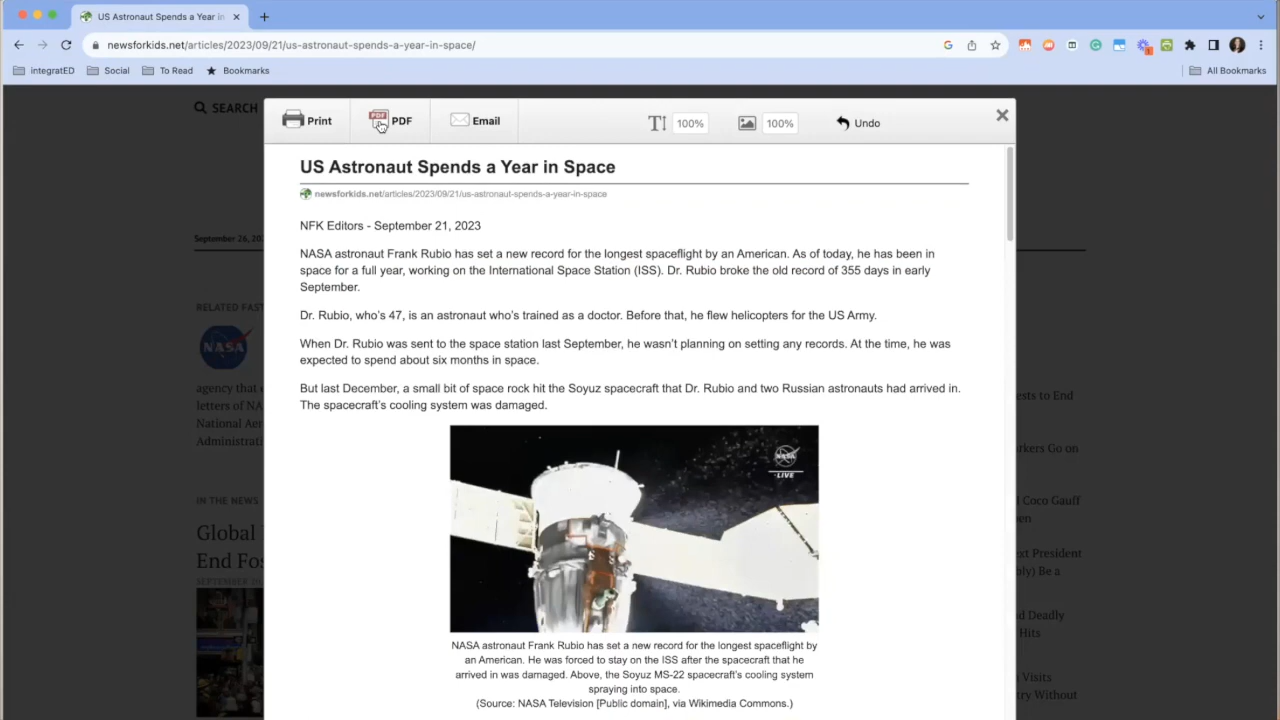 US Astronaut Spends a Year in
newsforkids.net/articles/2023/09/21/us-astronaut-spends-a-year-in-space/
integratED Social To Read Bookmarks All Bookmarks
SEARCH
Print PDF Email 100% 100% Undo
US Astronaut Spends a Year in Space
newsforkids.net/articles/2023/09/21/us-astronaut-spends-a-year-in-space
NFK Editors - September 21, 2023
NASA astronaut Frank Rubio has set a new record for the longest spaceflight by an American. As of today, he has been in
space for a full year, working on the International Space Station (ISS). Dr. Rubio broke the old record of 355 days in early
September.
Dr. Rubio, who's 47, is an astronaut who's trained as a doctor. Before that, he flew helicopters for the US Army.
When Dr. Rubio was sent to the space station last September, he wasn't planning on setting any records. At the time, he was
expected to spend about six months in space.
But last December, a small bit of space rock hit the Soyuz spacecraft that Dr. Rubio and two Russian astronauts had arrived in.
The spacecraft's cooling system was damaged.
NASA
LIVE
NASA astronaut Frank Rubio has set a new record for the longest spaceflight by
an American. He was forced to stay on the ISS after the spacecraft that he
arrived in was damaged. Above, the Soyuz MS-22 spacecraft's cooling system
spraying into space.
(Source: NASA Television [Public domain], via Wikimedia Commons.)
September 26, 20
RELATED FAST
NASA
agency that
letters of NA
National Aer
Administrati
IN THE NEWS
Global
End Fos
SEPTEMBER 20,
ests to End
rkers Go on
l Coco Gauff
en
ext President
bly) Be a
d Deadly
Hits
Visits
try Without